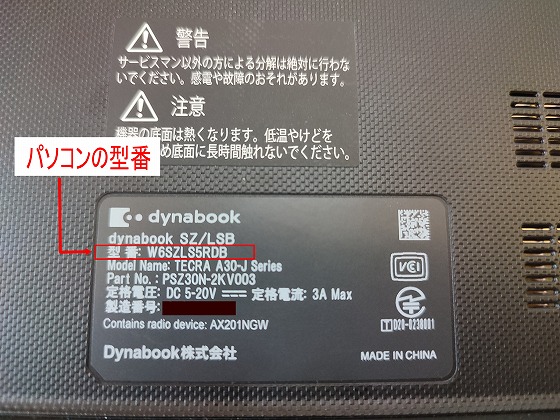 警告
サービスマン以外の方による分解は絶対に行わな
いでください。感電や故障のおそれがあります。
注意
機器の底面は熱くなります。低温やけどを
め底面に長時間触れないでください。
パソコンの型番
dynabook
dynabook SZ/LSB
型 番: W6SZLS5RDB
Model Name: TECRA A30-J Series
Part No.: PSZ30N-2KV003
定格電圧: DC 5-20V 定格電流: 3A Max
製造番号:
Contains radio device: AX201NGW
Dynabook株式会社
VCI
T D20-0230001
MADE IN CHINA